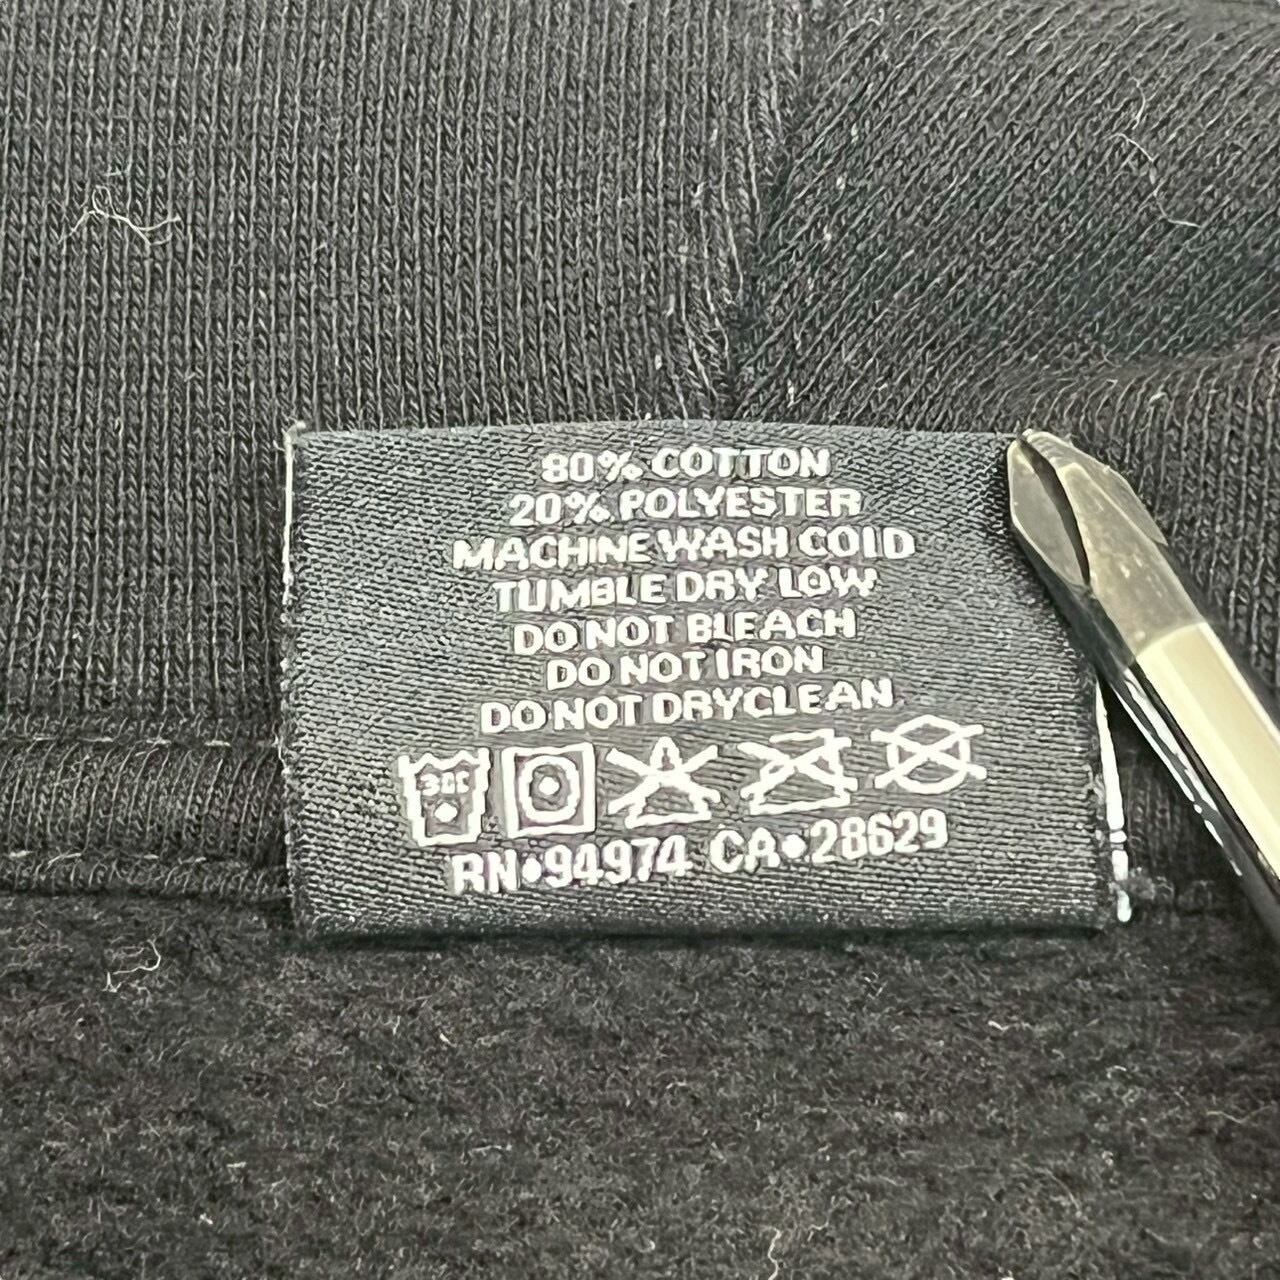 80% COTTON
20% POLYESTER
MACHINE WASH COLD
TUMBLE DRY LOW
DO NOT BLEACH
DO NOT IRON
DO NOT DRYCLEAN
30C
RN•94974 CA•28629